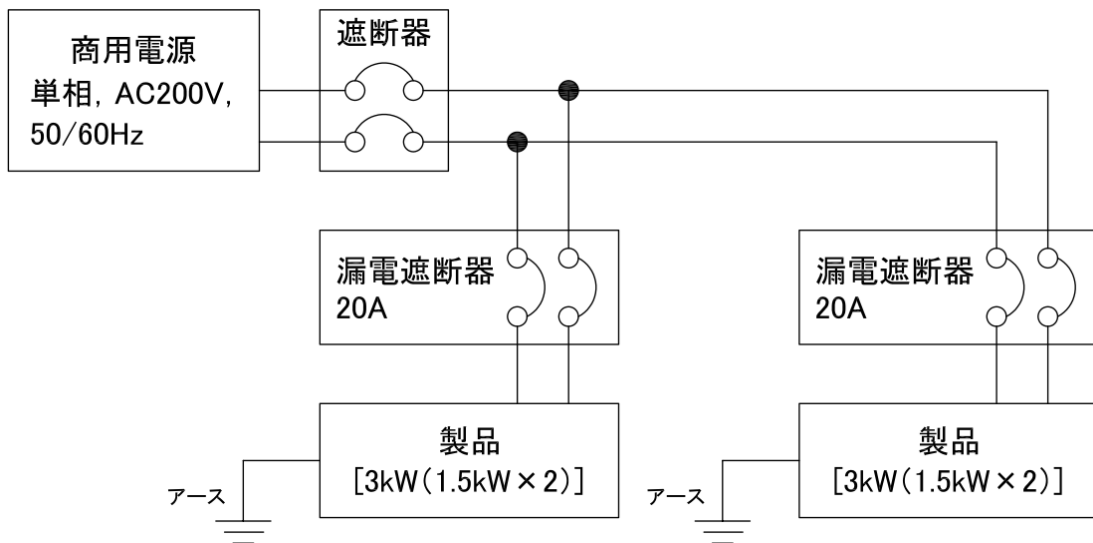 商用電源
単相, AC200V,
50/60Hz
遮断器
漏電遮断器
20A
漏電遮断器
20A
製品
[3kW(1.5kW×2)]
アース
製品
[3kW(1.5kW×2)]
アース